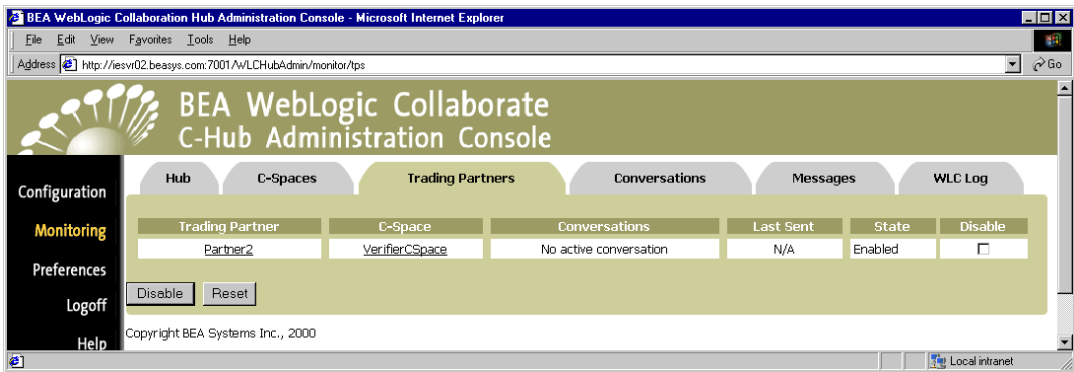 BEA WebLogic Collaboration Hub Administration Console - Microsoft Internet Explorer
File Edit View Favorites Tools Help
Address http://iesvr02.beasys.com:7001/WLCHubAdmin/monitor/tps Go
BEA WebLogic Collaborate
C-Hub Administration Console
Configuration
Monitoring
Preferences
Logoff
Help
Hub C-Spaces Trading Partners Conversations Messages WLC Log
Trading Partner C-Space Conversations Last Sent State Disable
Partner2 VerifierCSpace No active conversation N/A Enabled
Disable Reset
Copyright BEA Systems Inc., 2000
Local intranet